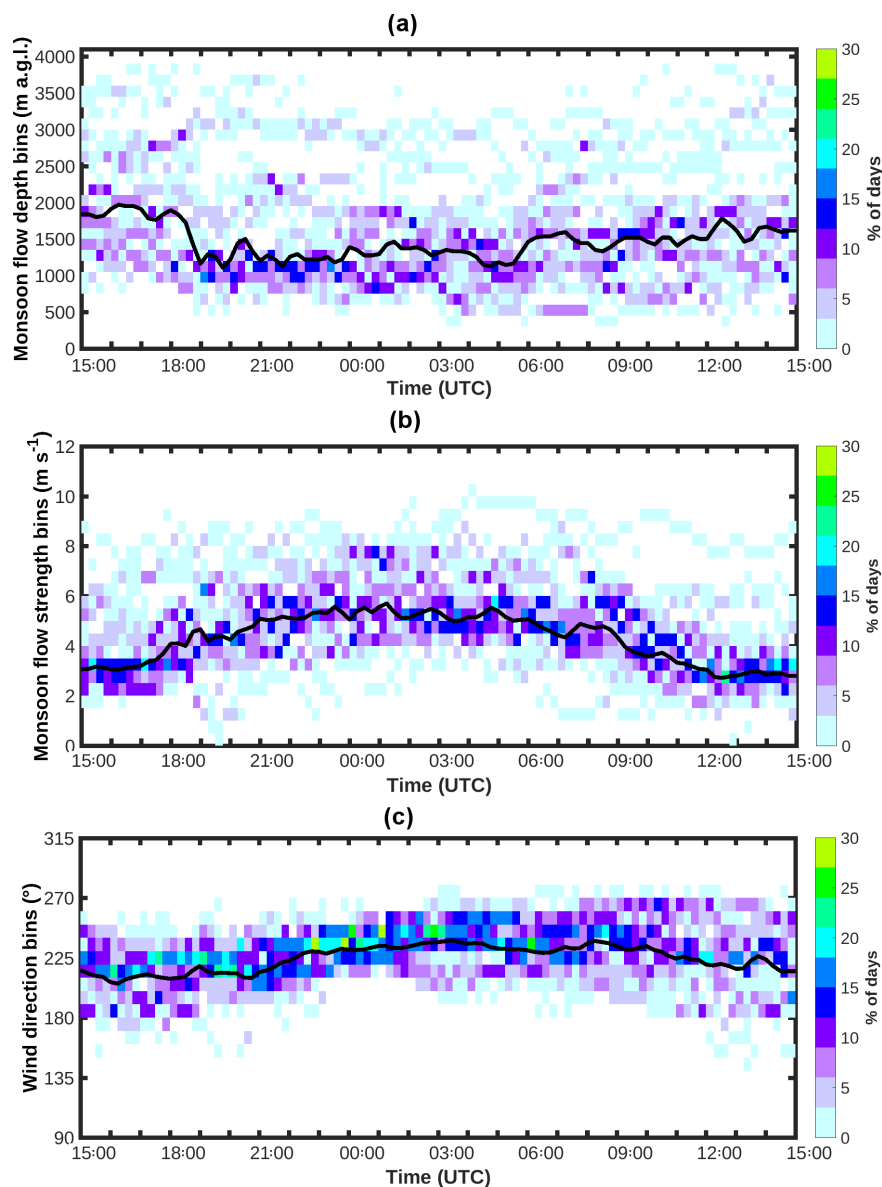 (a)
Monsoon flow depth bins (m a.g.l.)
4000
3500
3000
2500
2000
1500
1000
500
0
15:00 18:00 21:00 00:00 03:00 06:00 09:00 12:00 15:00
Time (UTC)
30
25
20
15
10
5
0
% of days
(b)
Monsoon flow strength bins (m s-1)
12
10
8
6
4
2
0
15:00 18:00 21:00 00:00 03:00 06:00 09:00 12:00 15:00
Time (UTC)
30
25
20
15
10
5
0
% of days
(c)
Wind direction bins (°)
315
270
225
180
135
90
15:00 18:00 21:00 00:00 03:00 06:00 09:00 12:00 15:00
Time (UTC)
30
25
20
15
10
5
0
% of days